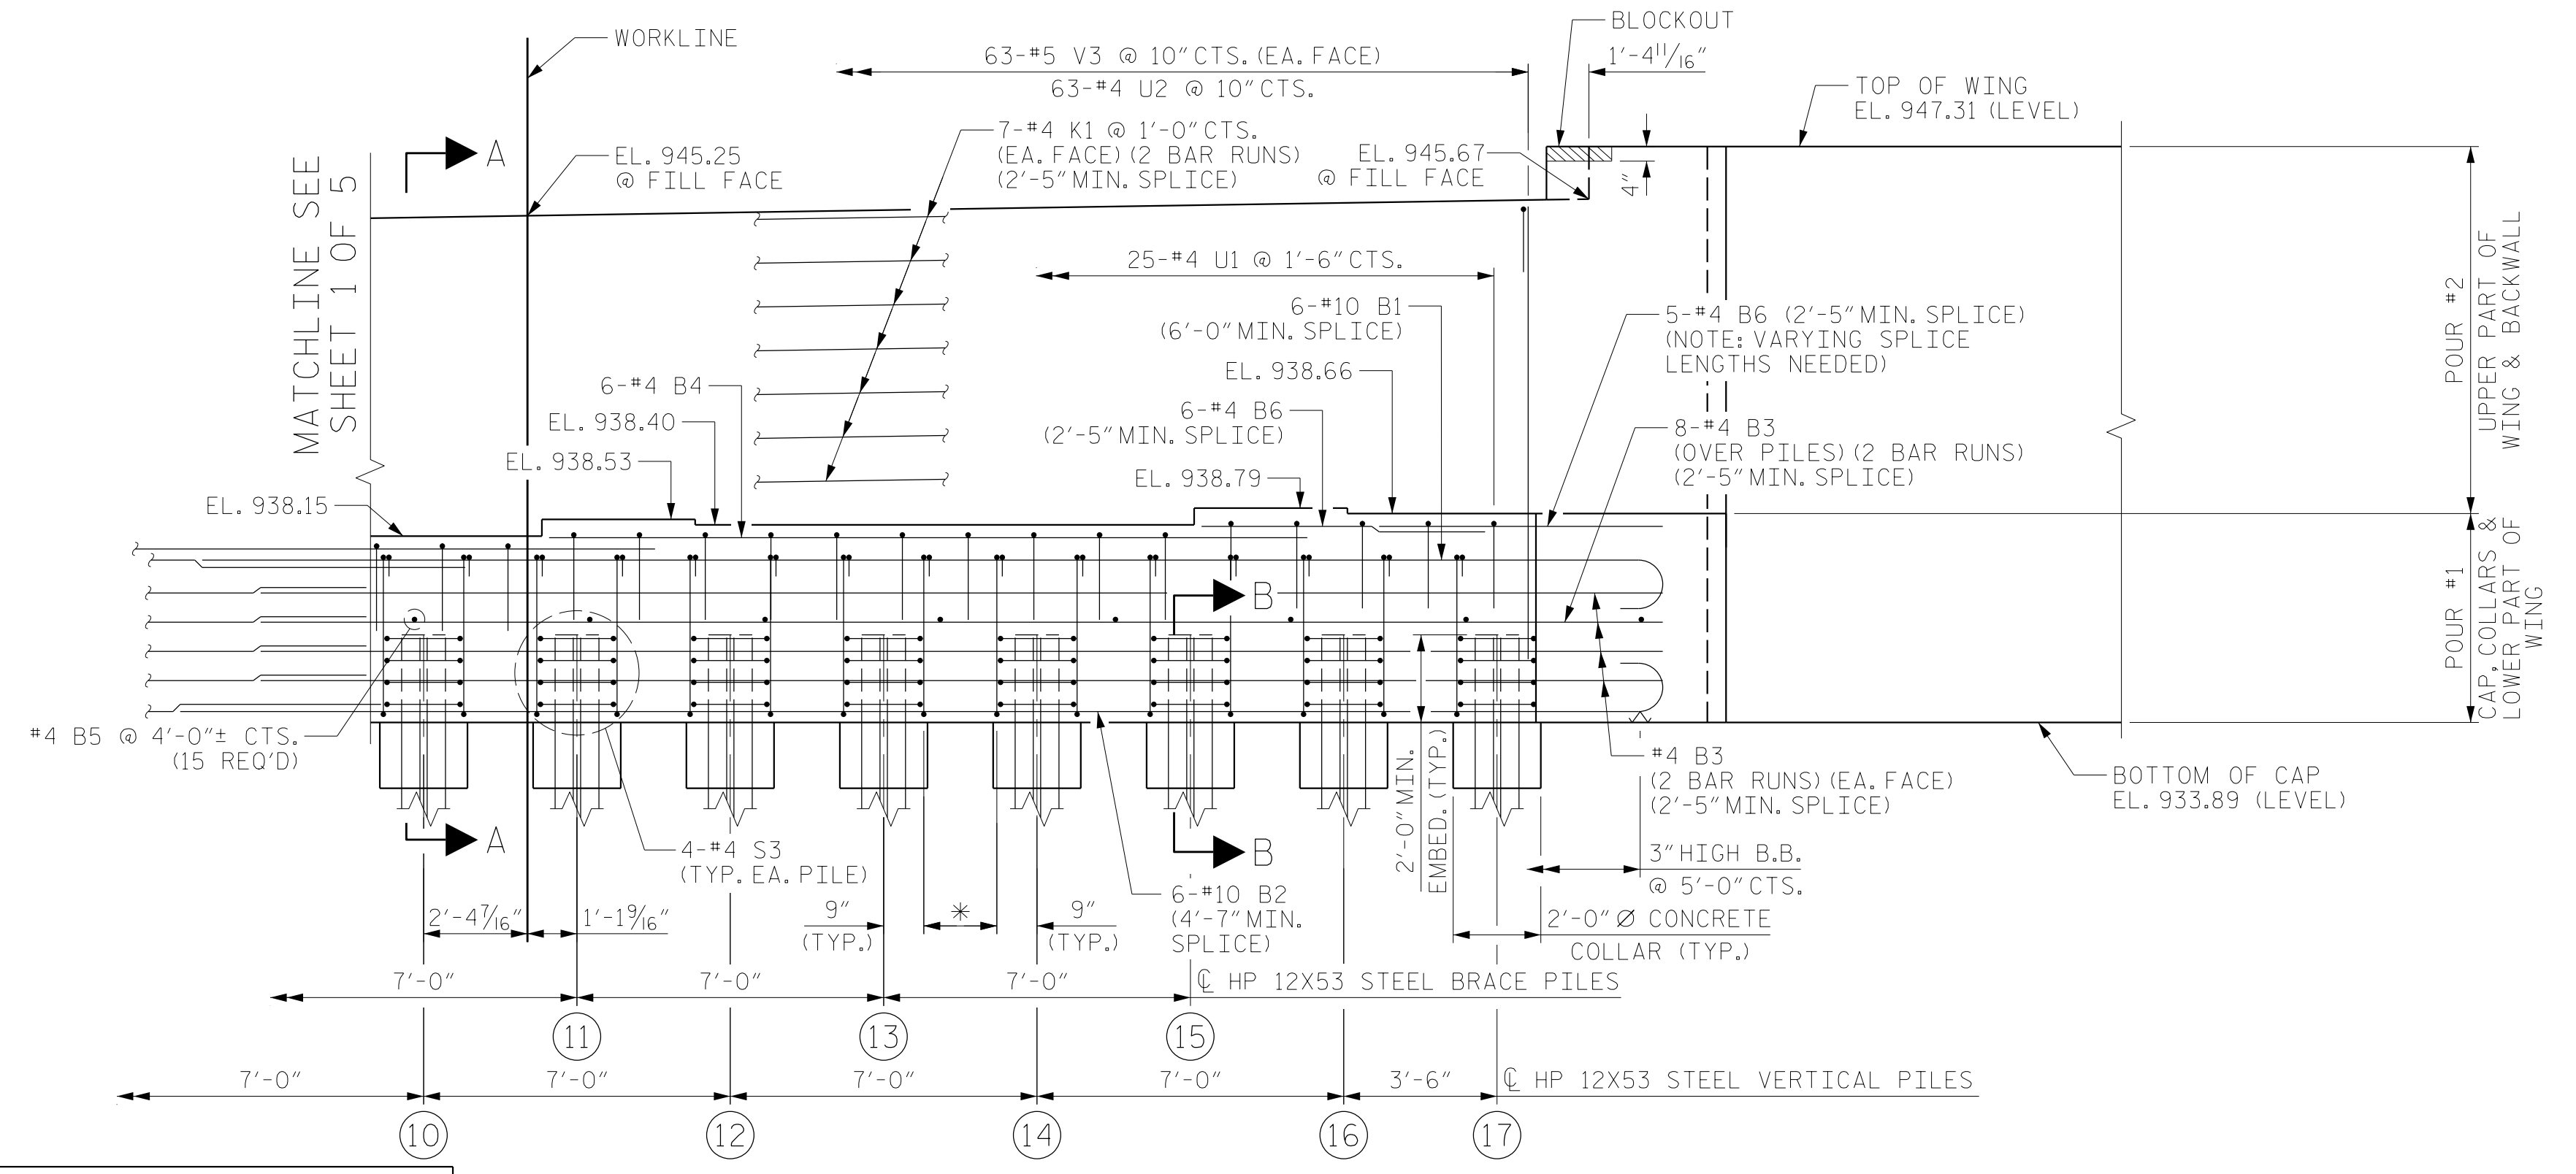 BLOCKOUT
WORKLINE
63-#5 V3 @ 10" CTS. (EA. FACE)
63-#4 U2 @ 10" CTS.
1'-4 11/16"
TOP OF WING
EL. 947.31 (LEVEL)
A
7-#4 K1 @ 1'-0" CTS.
(EA. FACE) (2 BAR RUNS)
(2'-5" MIN. SPLICE)
EL. 945.25
@ FILL FACE
EL. 945.67
@ FILL FACE
4"
MATCHLINE SEE
SHEET 1 OF 5
25-#4 U1 @ 1'-6" CTS.
6-#10 B1
(6'-0" MIN. SPLICE)
5-#4 B6 (2'-5" MIN. SPLICE)
(NOTE: VARYING SPLICE
LENGTHS NEEDED)
POUR #2
UPPER PART OF
WING & BACKWALL
EL. 938.66
6-#4 B4
6-#4 B6
(2'-5" MIN. SPLICE)
EL. 938.40
8-#4 B3
(OVER PILES) (2 BAR RUNS)
(2'-5" MIN. SPLICE)
EL. 938.53
EL. 938.79
EL. 938.15
B
POUR #1
CAP, COLLARS &
LOWER PART OF
WING
#4 B5 @ 4'-0"± CTS.
(15 REQ'D)
2'-0" MIN.
EMBED. (TYP.)
#4 B3
(2 BAR RUNS) (EA. FACE)
(2'-5" MIN. SPLICE)
BOTTOM OF CAP
EL. 933.89 (LEVEL)
A
4-#4 S3
(TYP. EA. PILE)
B
3" HIGH B.B.
@ 5'-0" CTS.
6-#10 B2
(4'-7" MIN.
SPLICE)
2'-4 7/16"
1'-1 9/16"
9"
(TYP.)
*
9"
(TYP.)
2'-0" Ø CONCRETE
COLLAR (TYP.)
7'-0"
7'-0"
7'-0"
℄ HP 12X53 STEEL BRACE PILES
11
13
15
7'-0"
7'-0"
7'-0"
7'-0"
3'-6"
℄ HP 12X53 STEEL VERTICAL PILES
10
12
14
16
17